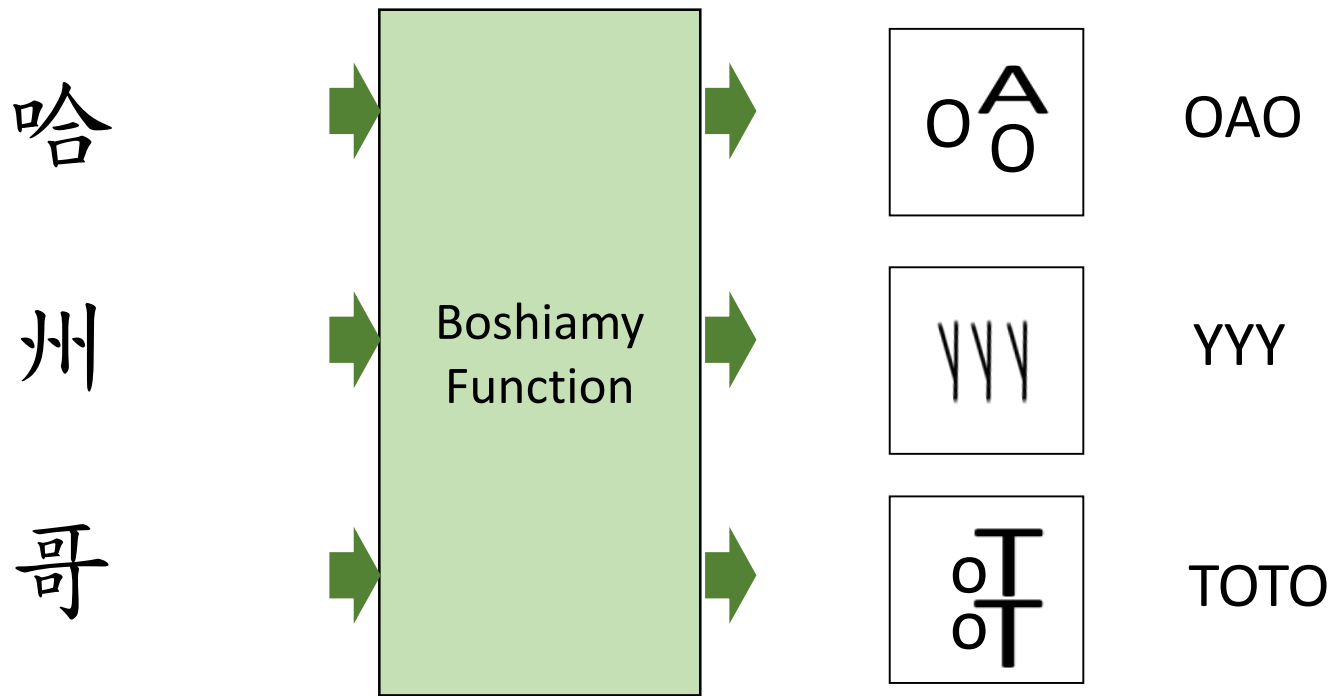 哈
O A O
OAO
州
Boshiamy
Function
Y Y Y
YYY
哥
O T
O T
TOTO